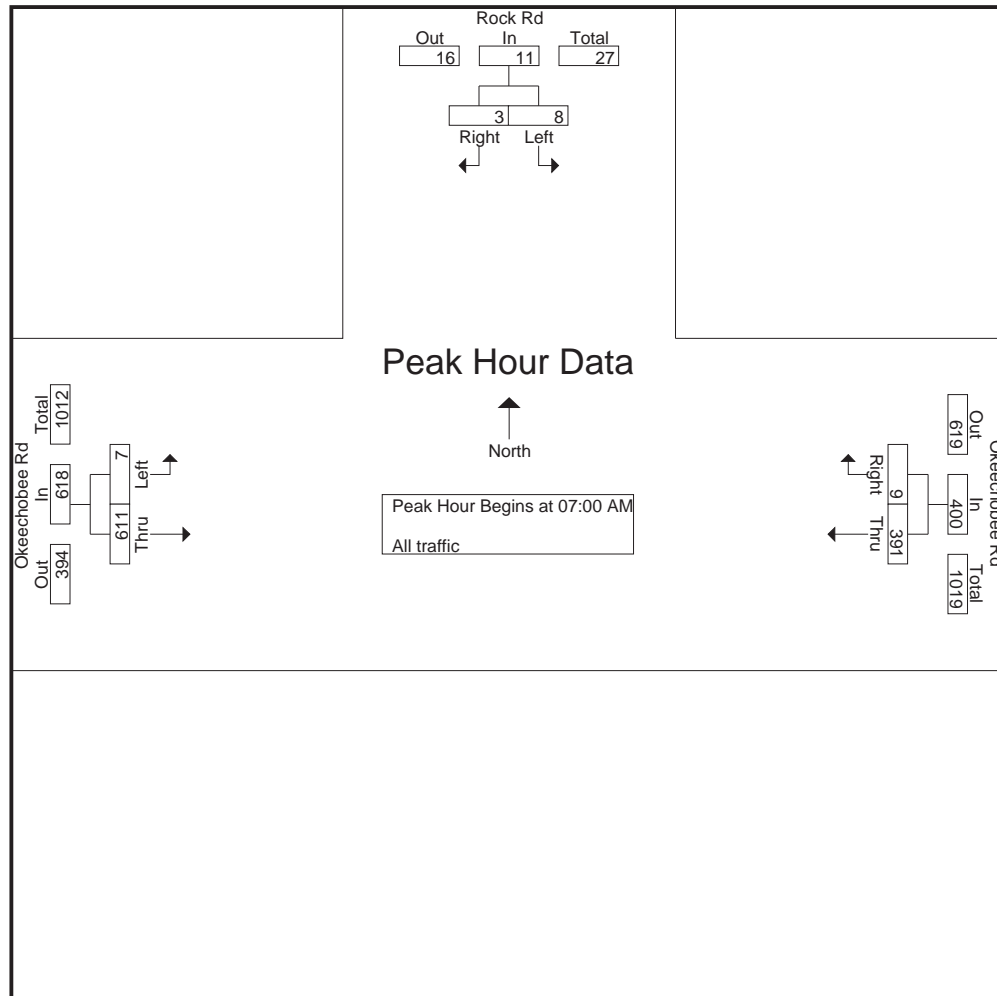 Rock Rd
Out In Total
16 11 27
3 8
Right Left
Peak Hour Data
North
Peak Hour Begins at 07:00 AM
All traffic
Okeechobee Rd
Total In Out
1012 618 394
7 611
Left Thru
Okeechobee Rd
Out In Total
619 400 1019
9 391
Right Thru